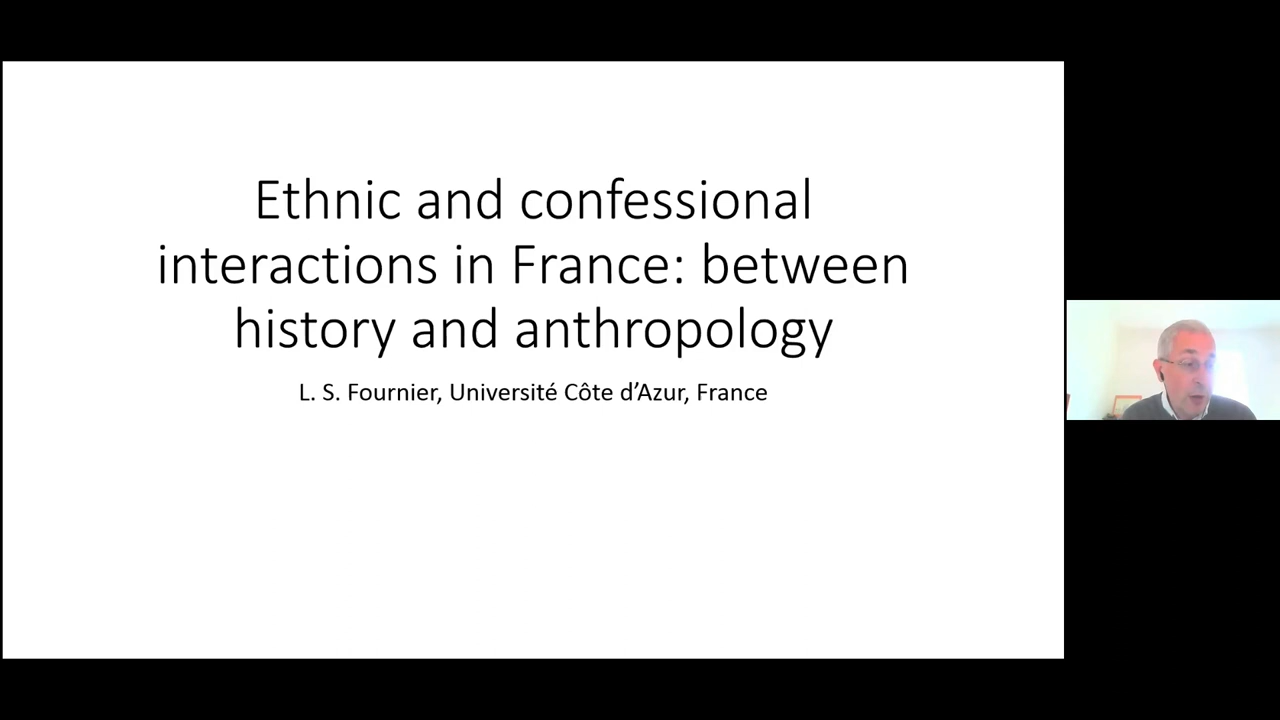 Ethnic and confessional
interactions in France: between
history and anthropology
L. S. Fournier, Université Côte d’Azur, France